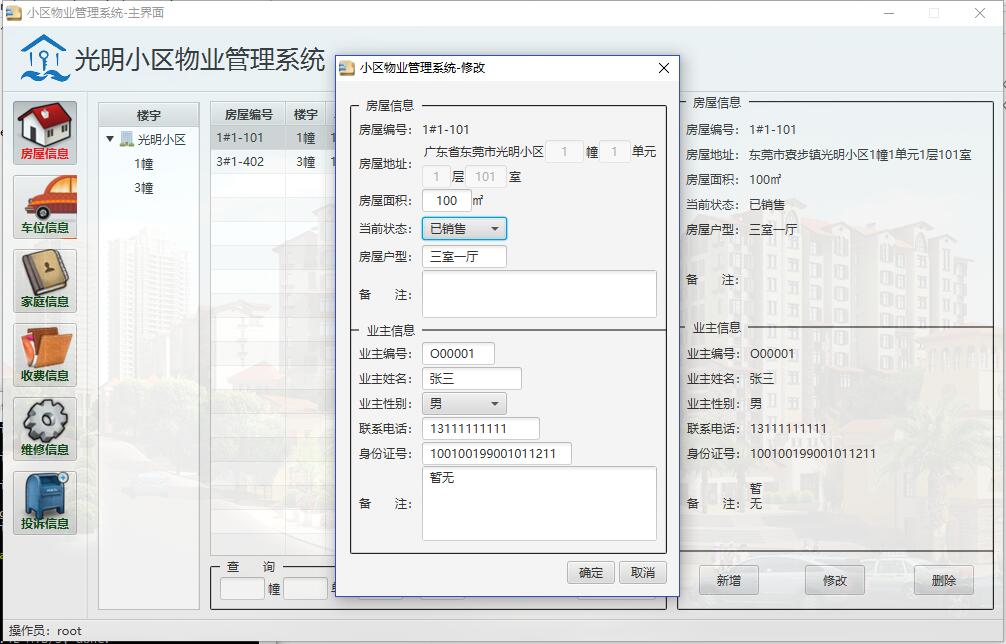 小区物业管理系统-主界面
光明小区物业管理系统
房屋信息
车位信息
家庭信息
收费信息
维修信息
投诉信息
楼宇
光明小区
1幢
3幢
房屋编号 楼宇
1#1-101 1幢 1
3#1-402 3幢 1
查 询
幢
小区物业管理系统-修改
房屋信息
房屋编号: 1#1-101
房屋地址: 广东省东莞市光明小区 1 幢 1 单元
1 层 101 室
房屋面积: 100 ㎡
当前状态: 已销售
房屋户型: 三室一厅
备 注:
业主信息
业主编号: O00001
业主姓名: 张三
业主性别: 男
联系电话: 13111111111
身份证号: 100100199001011211
备 注: 暂无
确定 取消
房屋信息
房屋编号: 1#1-101
房屋地址: 东莞市寮步镇光明小区1幢1单元1层101室
房屋面积: 100㎡
当前状态: 已销售
房屋户型: 三室一厅
备 注:
业主信息
业主编号: O00001
业主姓名: 张三
业主性别: 男
联系电话: 13111111111
身份证号: 100100199001011211
备 注: 暂
无
新增 修改 删除
操作员: root